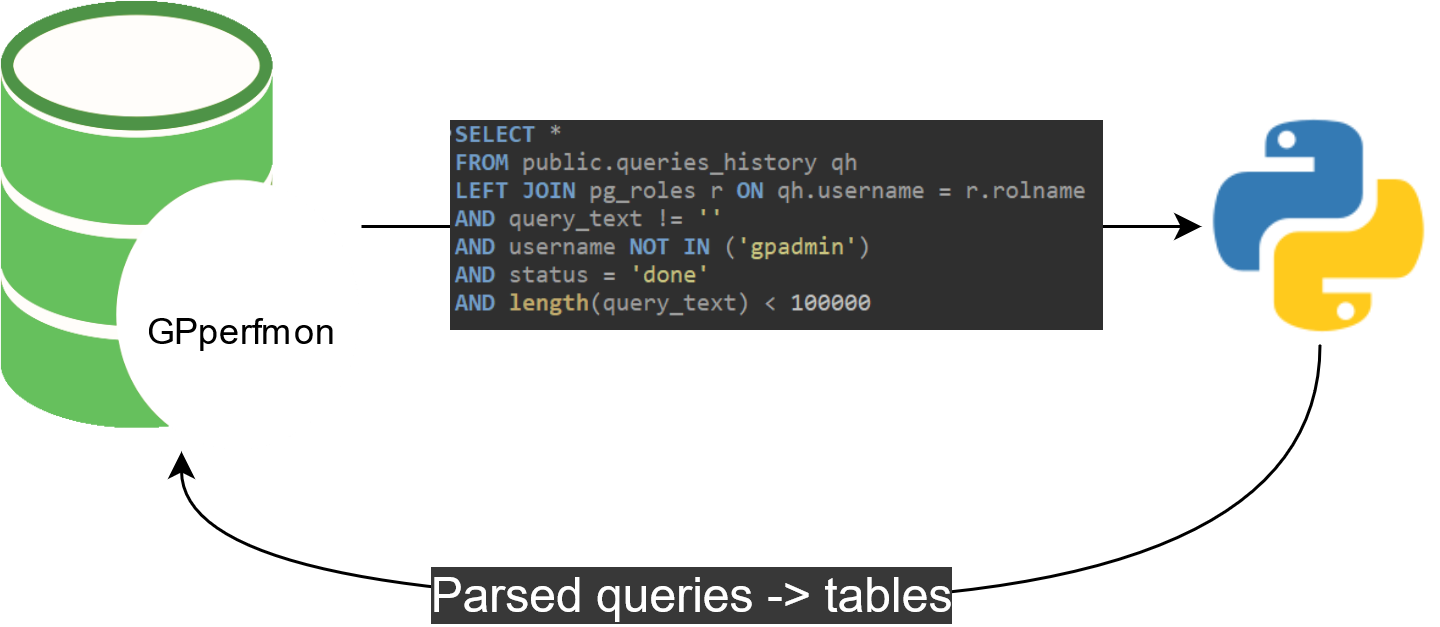 GPperfmon
SELECT *
FROM public.queries_history qh
LEFT JOIN pg_roles r ON qh.username = r.rolname
AND query_text != ''
AND username NOT IN ('gpadmin')
AND status = 'done'
AND length(query_text) < 100000
Parsed queries -> tables